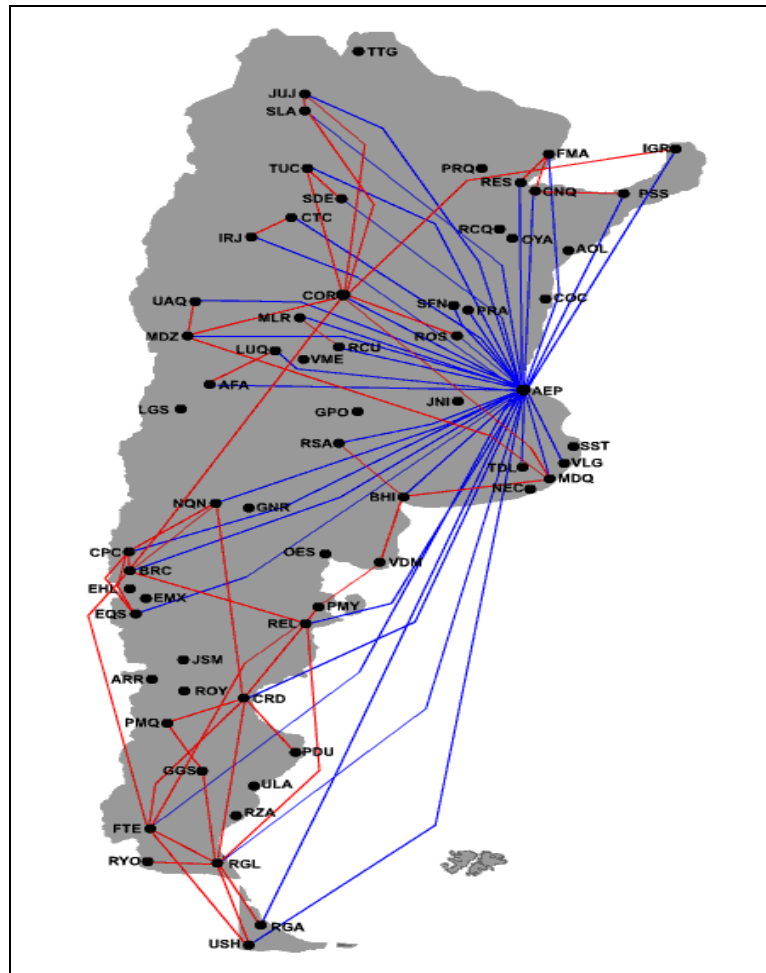 TTG
JUJ
SLA
FMA
IGR
TUC
PRQ
RES
CNQ
PSS
SDE
CTC
RCQ
OYA
IRJ
AOL
COR
UAQ
SFN
PRA
COC
MLR
MDZ
ROS
LUQ
RCU
VME
AFA
AEP
LGS
GPO
JNI
RSA
SST
TDL
VLG
MDQ
NEC
NQN
GNR
BHI
CPC
OES
VDM
BRC
EHL
EMX
EQS
PMY
REL
JSM
ARR
ROY
CRD
PMQ
PDU
GGS
ULA
RZA
FTE
RYO
RGL
RGA
USH